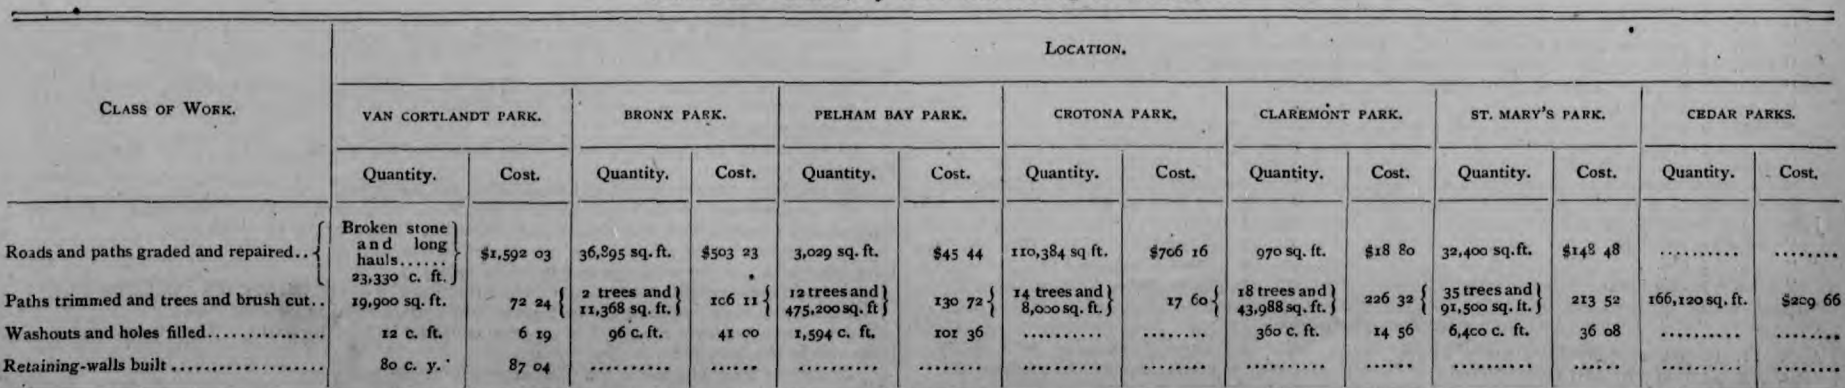 LOCATION.
CLASS OF WORK.
VAN CORTLANDT PARK. BRONX PARK. PELHAM BAY PARK. CROTONA PARK. CLAREMONT PARK. ST. MARY'S PARK. CEDAR PARKS.
Quantity. Cost. Quantity. Cost. Quantity. Cost. Quantity. Cost. Quantity. Cost. Quantity. Cost. Quantity. Cost.
Roads and paths graded and repaired.. { Broken stone and long hauls...... 23,330 c. ft. } $1,592 03 36,895 sq. ft. $503 23 3,029 sq. ft. $45 44 110,384 sq ft. $706 16 970 sq. ft. $18 80 32,400 sq. ft. $148 48 .......... ........
Paths trimmed and trees and brush cut.. 19,900 sq. ft. 72 24 { 2 trees and 11,368 sq. ft. } 106 11 { 12 trees and 475,200 sq. ft } 130 72 { 14 trees and 8,000 sq. ft. } 17 60 { 18 trees and 43,988 sq. ft. } 226 32 { 35 trees and 91,500 sq. ft. } 213 52 166,120 sq. ft. $209 66
Washouts and holes filled............... 12 c. ft. 6 19 96 c. ft. 41 00 1,594 c. ft. 101 36 .......... ........ 360 c. ft. 14 56 6,400 c. ft. 36 08 .......... ........
Retaining-walls built ................... 80 c. y. 87 04 .......... ...... .......... ........ .......... ........ .......... ...... .......... ...... .......... ........